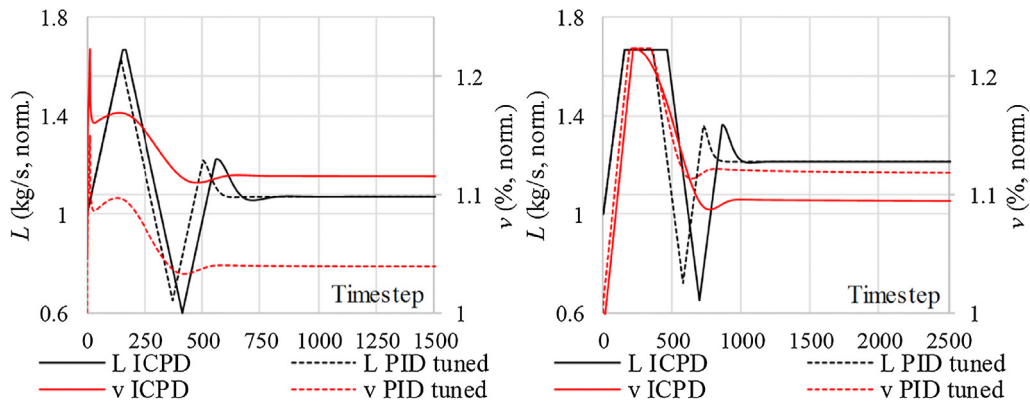 L (kg/s, norm.)
1.8
1.4
1
0.6
0
250
500
750
1000
1250
1500
Timestep
1.2
1.1
1
v (%, norm)
L ICPD
L PID tuned
v ICPD
v PID tuned
L (kg/s, norm.)
1.8
1.4
1
0.6
0
500
1000
1500
2000
2500
Timestep
1.2
1.1
1
v (%, norm.)
L ICPD
L PID tuned
v ICPD
v PID tuned